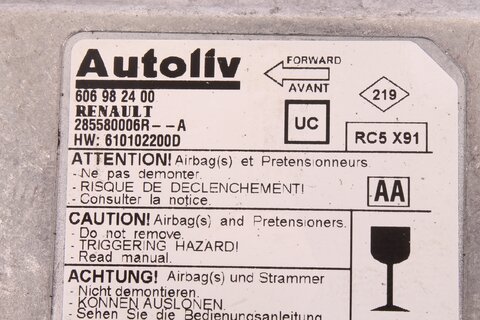 Autoliv
FORWARD
AVANT
606 98 24 00
RENAULT
285580006R--A
HW: 610102200D
UC
219
RC5 X91
ATTENTION! Airbag(s) et Pretensionneurs.
- Ne pas demonter.
- RISQUE DE DECLENCHEMENT!
- Consulter la notice.
AA
CAUTION! Airbag(s) and Pretensioners.
- Do not remove.
- TRIGGERING HAZARD!
- Read manual.
ACHTUNG! Airbag(s) und Strammer
- Nicht demontieren.
- KONNEN AUSLONEN.
- Sehen Sie die Bedienungsanleitung